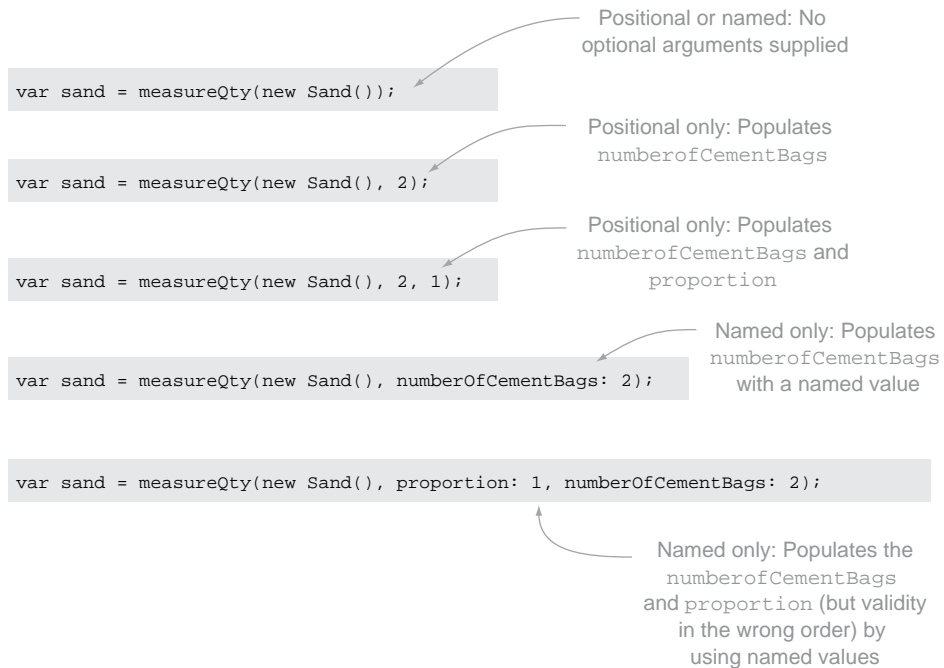 Positional or named: No
optional arguments supplied
var sand = measureQty(new Sand());
Positional only: Populates
numberofCementBags
var sand = measureQty(new Sand(), 2);
Positional only: Populates
numberofCementBags and
proportion
var sand = measureQty(new Sand(), 2, 1);
Named only: Populates
numberofCementBags
with a named value
var sand = measureQty(new Sand(), numberOfCementBags: 2);
var sand = measureQty(new Sand(), proportion: 1, numberOfCementBags: 2);
Named only: Populates the
numberofCementBags
and proportion (but validity
in the wrong order) by
using named values